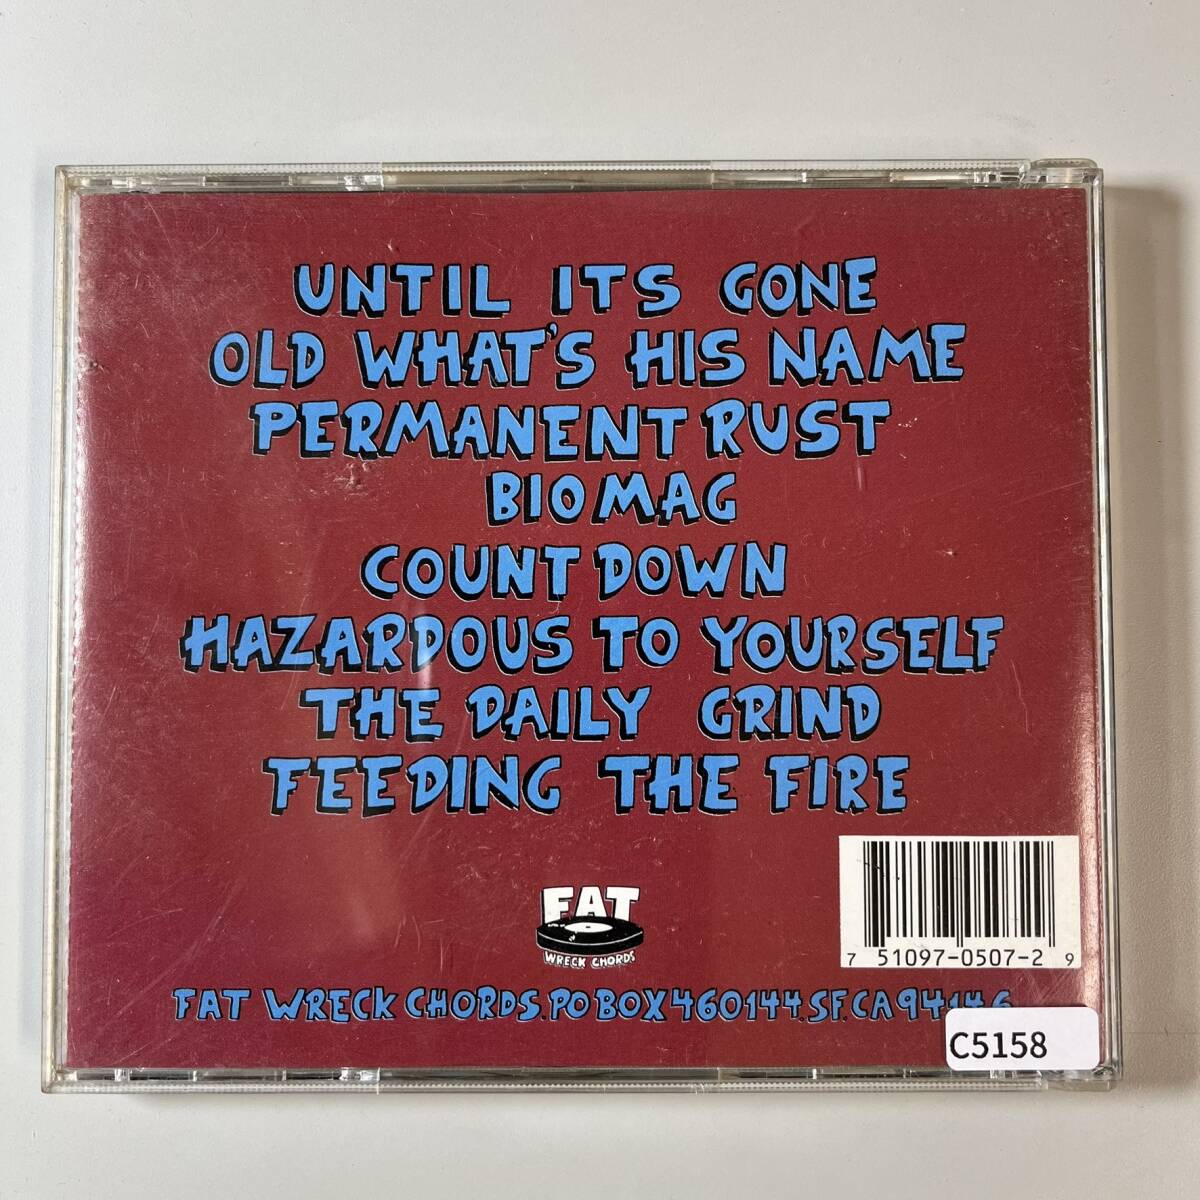 UNTIL ITS GONE
OLD WHAT'S HIS NAME
PERMANENT RUST
BIO MAG
COUNT DOWN
HAZARDOUS TO YOURSELF
THE DAILY GRIND
FEEDING THE FIRE
FAT
WRECK CHORDS
7 51097-0507-2 9
FAT WRECK CHORDS.PO BOX 460144.SF.CA 94146
C5158